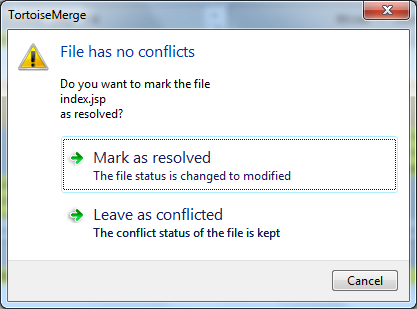 TortoiseMerge
File has no conflicts
Do you want to mark the file
index.jsp
as resolved?
Mark as resolved
The file status is changed to modified
Leave as conflicted
The conflict status of the file is kept
Cancel